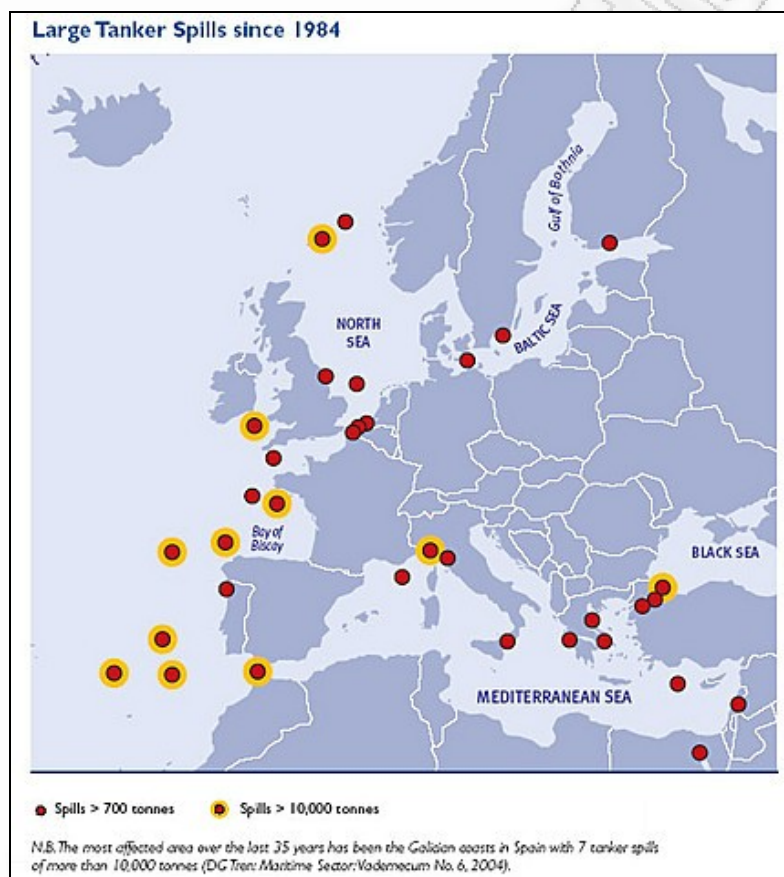 Large Tanker Spills since 1984
Gulf of Bothnia
NORTH
SEA
BALTIC SEA
Bay of
Biscay
BLACK SEA
MEDITERRANEAN SEA
Spills > 700 tonnes
Spills > 10,000 tonnes
N.B. The most affected area over the last 35 years has been the Galician coasts in Spain with 7 tanker spills
of more than 10,000 tonnes (DG Tren: Maritime Sector: Vademecum No. 6, 2004).